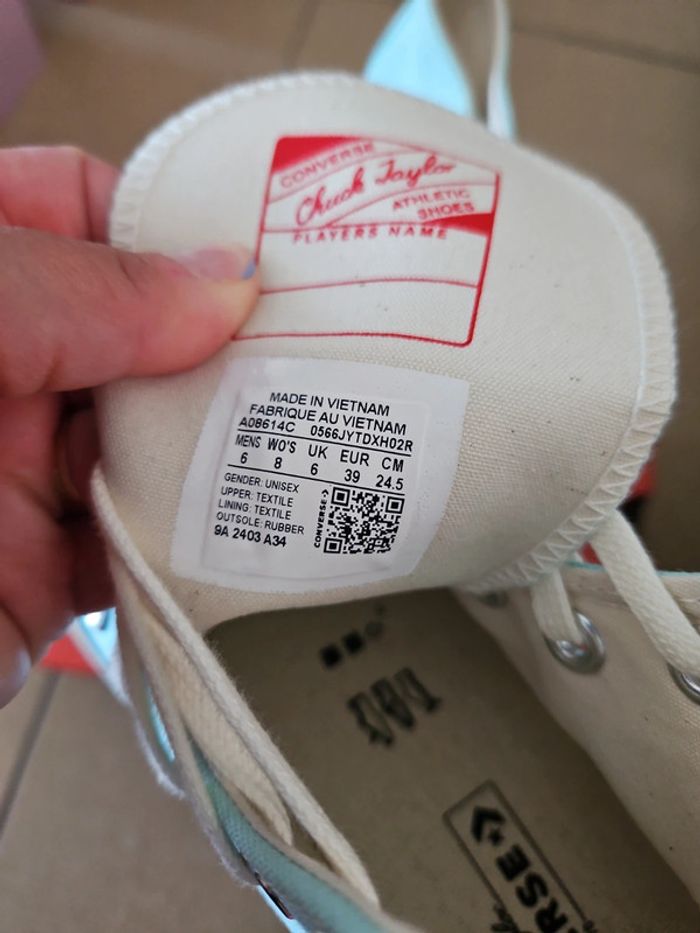 CONVERSE
Chuck Taylor
ATHLETIC
SHOES
PLAYERS NAME
MADE IN VIETNAM
FABRIQUE AU VIETNAM
A08614C 0566JYTDXH02R
MENS WO'S UK EUR CM
6 8 6 39 24.5
GENDER: UNISEX
UPPER: TEXTILE
LINING: TEXTILE
OUTSOLE: RUBBER
9A 2403 A34
CONVERSE
ERSE